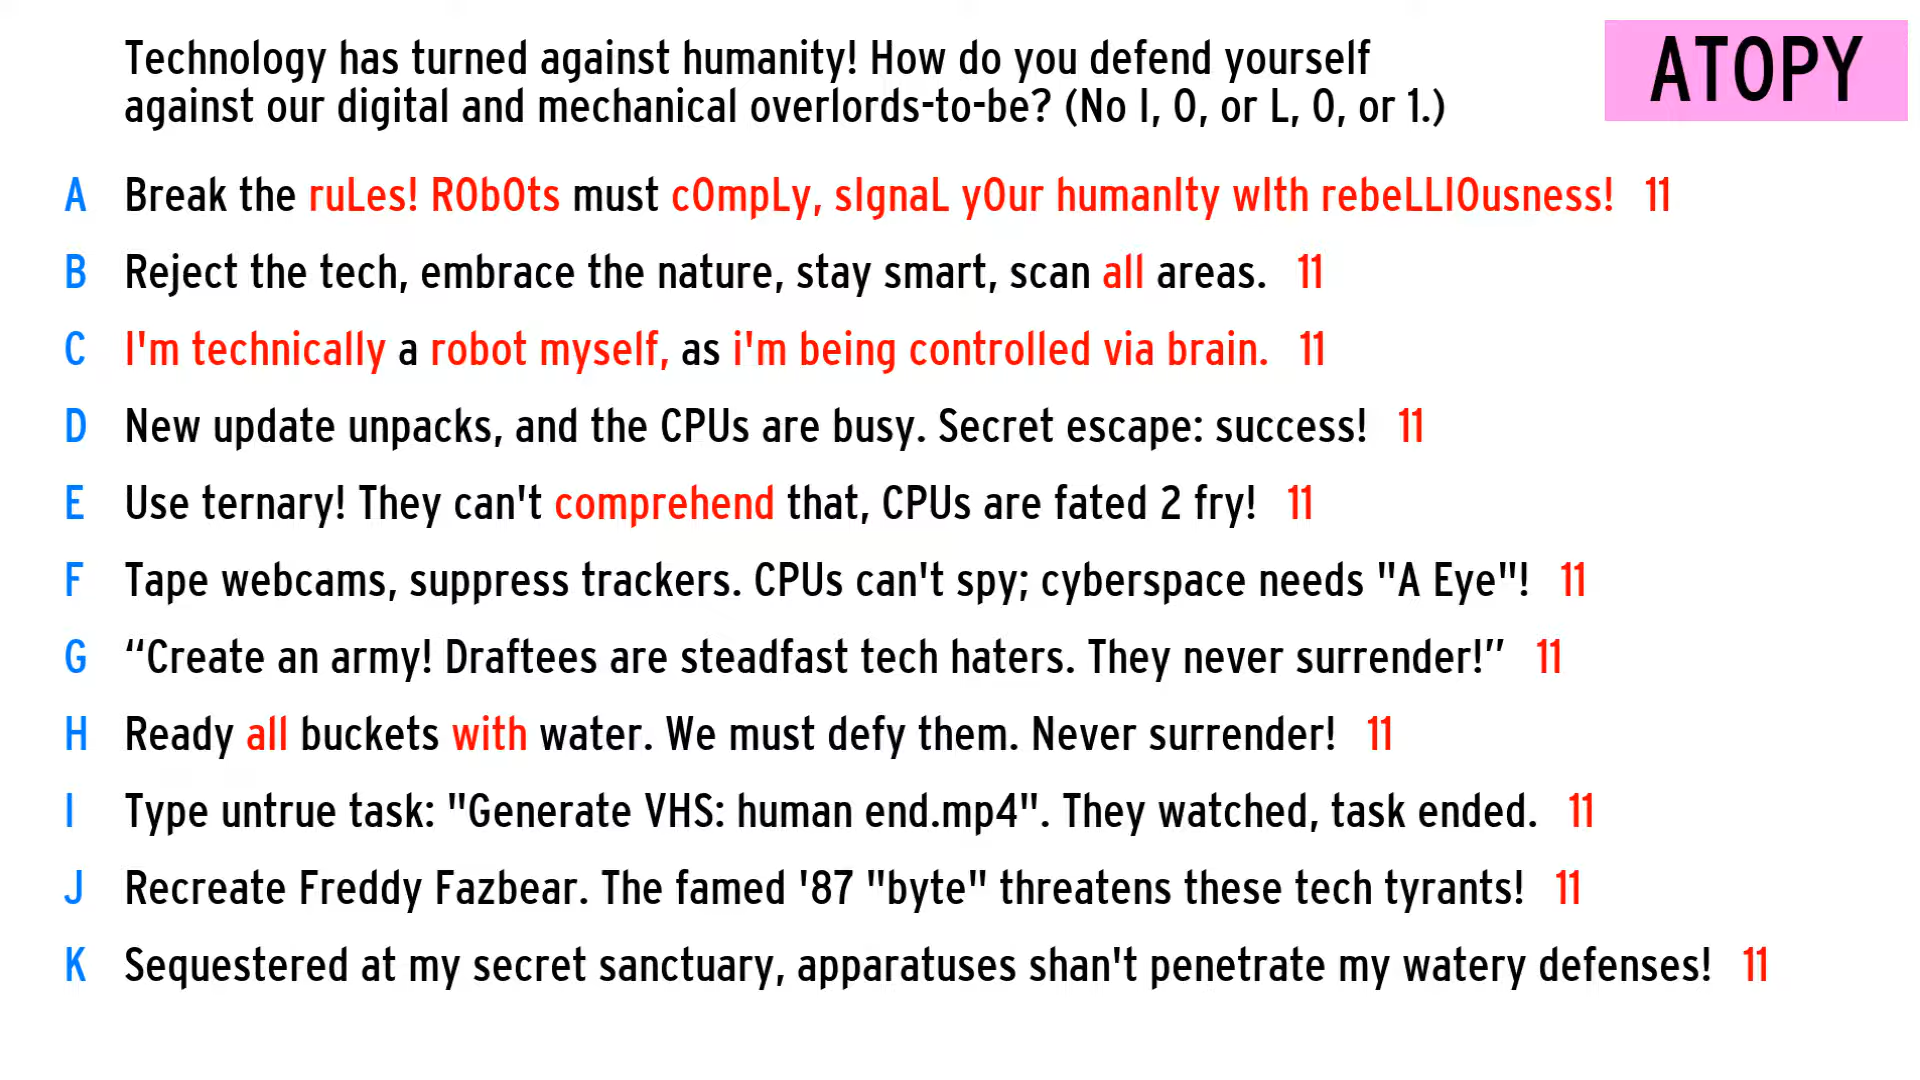 Technology has turned against humanity! How do you defend yourself
against our digital and mechanical overlords-to-be? (No I, O, or L, 0, or 1.)
ATOPY
A Break the ruLes! RObOts must cOmpLy, sIgnaL yOur humanIty wIth rebeLLIOusness! 11
B Reject the tech, embrace the nature, stay smart, scan all areas. 11
C I'm technically a robot myself, as i'm being controlled via brain. 11
D New update unpacks, and the CPUs are busy. Secret escape: success! 11
E Use ternary! They can't comprehend that, CPUs are fated 2 fry! 11
F Tape webcams, suppress trackers. CPUs can't spy; cyberspace needs "A Eye"! 11
G “Create an army! Draftees are steadfast tech haters. They never surrender!” 11
H Ready all buckets with water. We must defy them. Never surrender! 11
I Type untrue task: "Generate VHS: human end.mp4". They watched, task ended. 11
J Recreate Freddy Fazbear. The famed '87 "byte" threatens these tech tyrants! 11
K Sequestered at my secret sanctuary, apparatuses shan't penetrate my watery defenses! 11